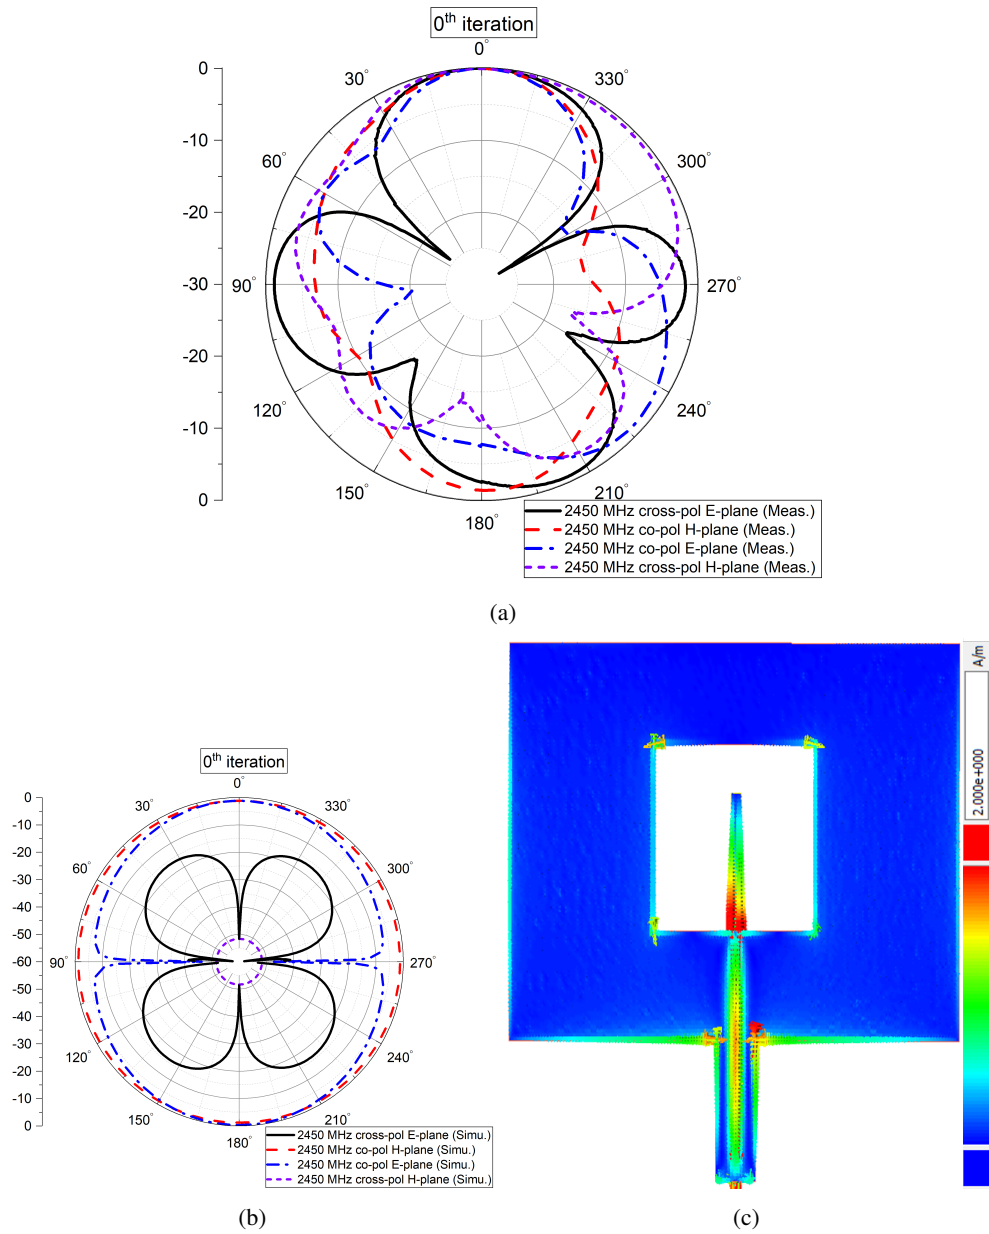 0th iteration
0°
30°
330°
60°
300°
90°
270°
120°
240°
150°
210°
180°
0
-10
-20
-30
-20
-10
0
2450 MHz cross-pol E-plane (Meas.)
2450 MHz co-pol H-plane (Meas.)
2450 MHz co-pol E-plane (Meas.)
2450 MHz cross-pol H-plane (Meas.)
(a)
0th iteration
0°
30°
330°
60°
300°
90°
270°
120°
240°
150°
210°
180°
0
-10
-20
-30
-40
-50
-60
-50
-40
-30
-20
-10
0
2450 MHz cross-pol E-plane (Simu.)
2450 MHz co-pol H-plane (Simu.)
2450 MHz co-pol E-plane (Simu.)
2450 MHz cross-pol H-plane (Simu.)
(b)
A/m
2.000e+000
(c)